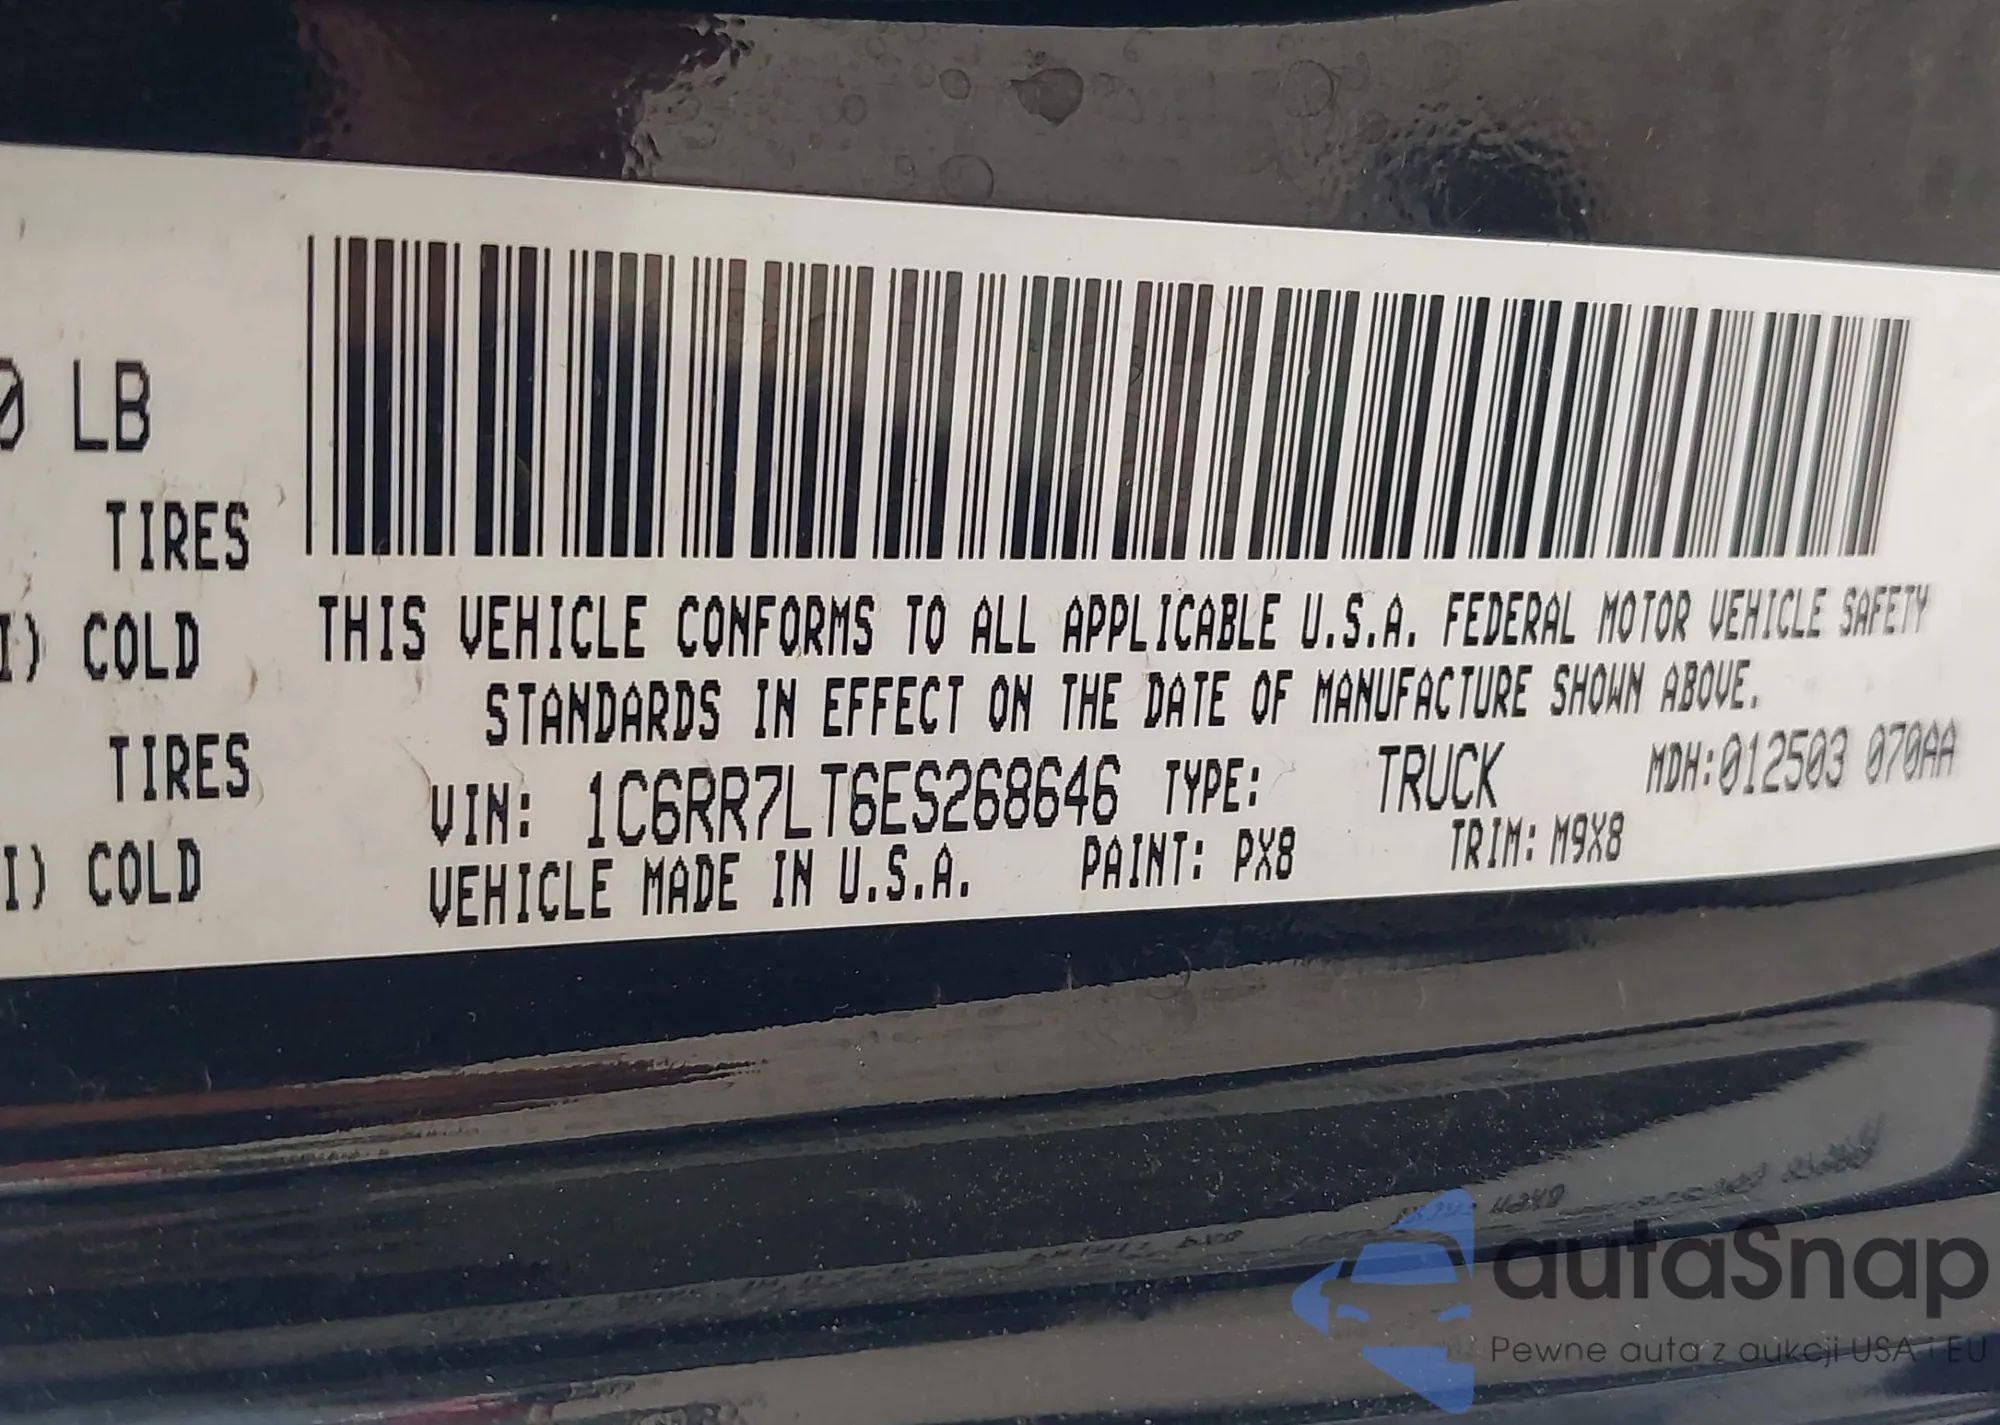 0 LB
TIRES
I) COLD
TIRES
I) COLD
THIS VEHICLE CONFORMS TO ALL APPLICABLE U.S.A. FEDERAL MOTOR VEHICLE SAFETY
STANDARDS IN EFFECT ON THE DATE OF MANUFACTURE SHOWN ABOVE.
VIN: 1C6RR7LT6ES268646 TYPE: TRUCK MDH:012503 070AA
VEHICLE MADE IN U.S.A. PAINT: PX8 TRIM: M9X8
autaSnap
Pewne auta z aukcji USA i EU